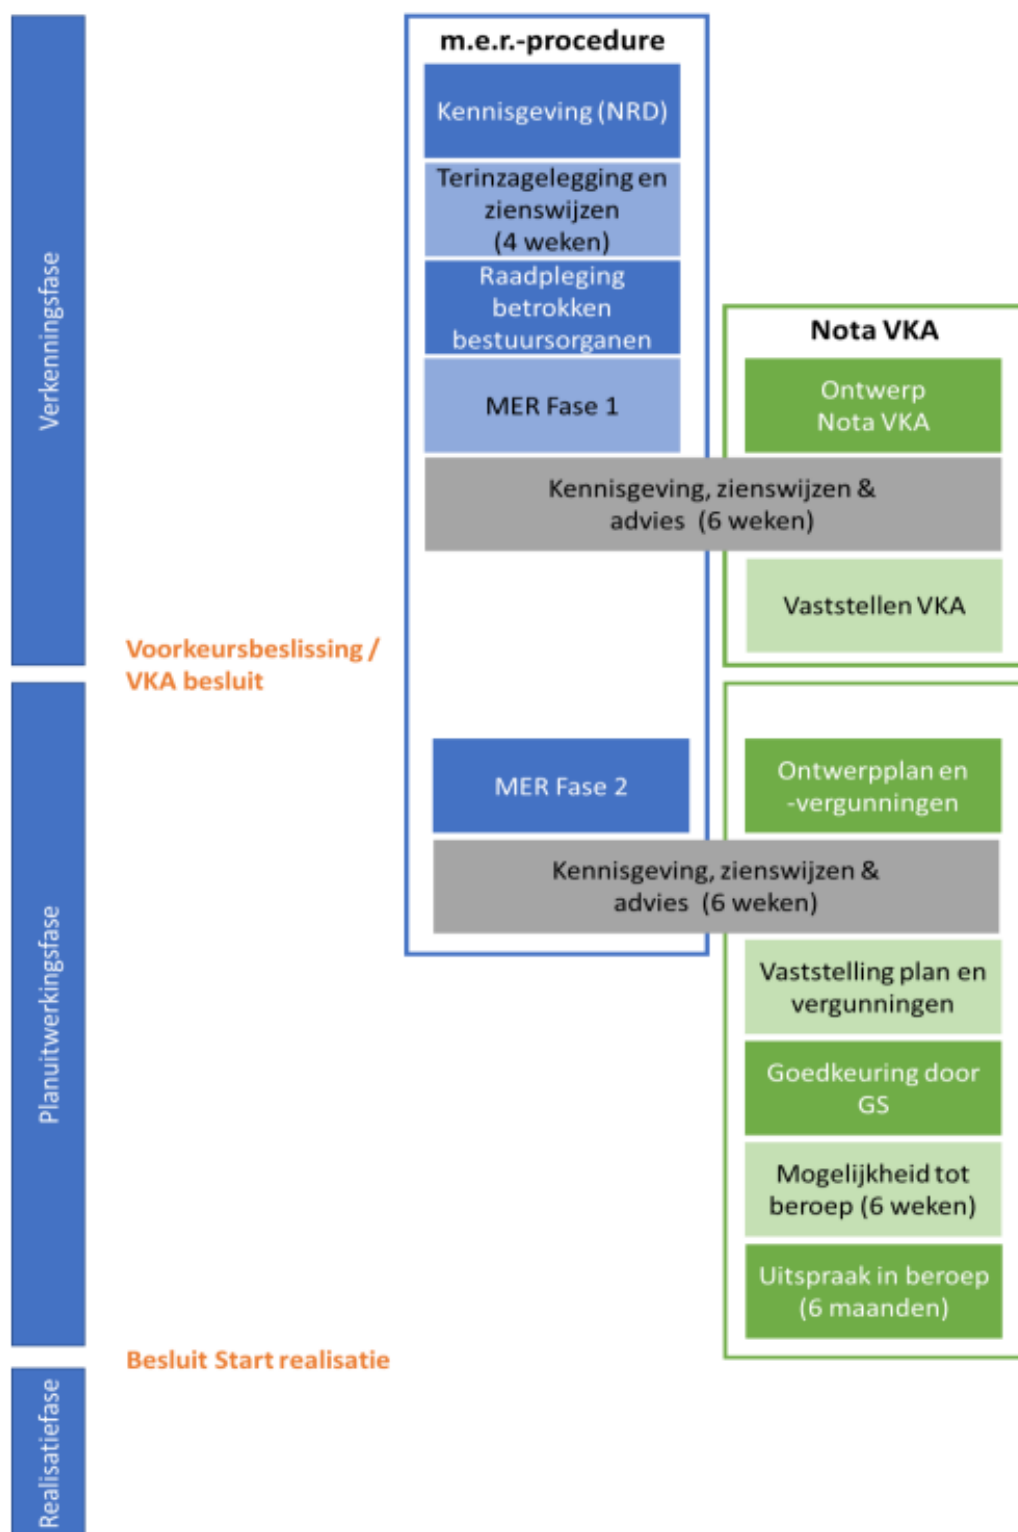 Verkenningsfase
m.e.r.-procedure
Kennisgeving (NRD)
Terinzagelegging en
zienswijzen
(4 weken)
Raadpleging
betrokken
bestuursorganen
MER Fase 1
Nota VKA
Ontwerp
Nota VKA
Kennisgeving, zienswijzen &
advies (6 weken)
Vaststellen VKA
Voorkeursbeslissing /
VKA besluit
Planuitwerkingsfase
MER Fase 2
Ontwerpplan en
-vergunningen
Kennisgeving, zienswijzen &
advies (6 weken)
Vaststelling plan en
vergunningen
Goedkeuring door
GS
Mogelijkheid tot
beroep (6 weken)
Uitspraak in beroep
(6 maanden)
Besluit Start realisatie
Realisatiefase